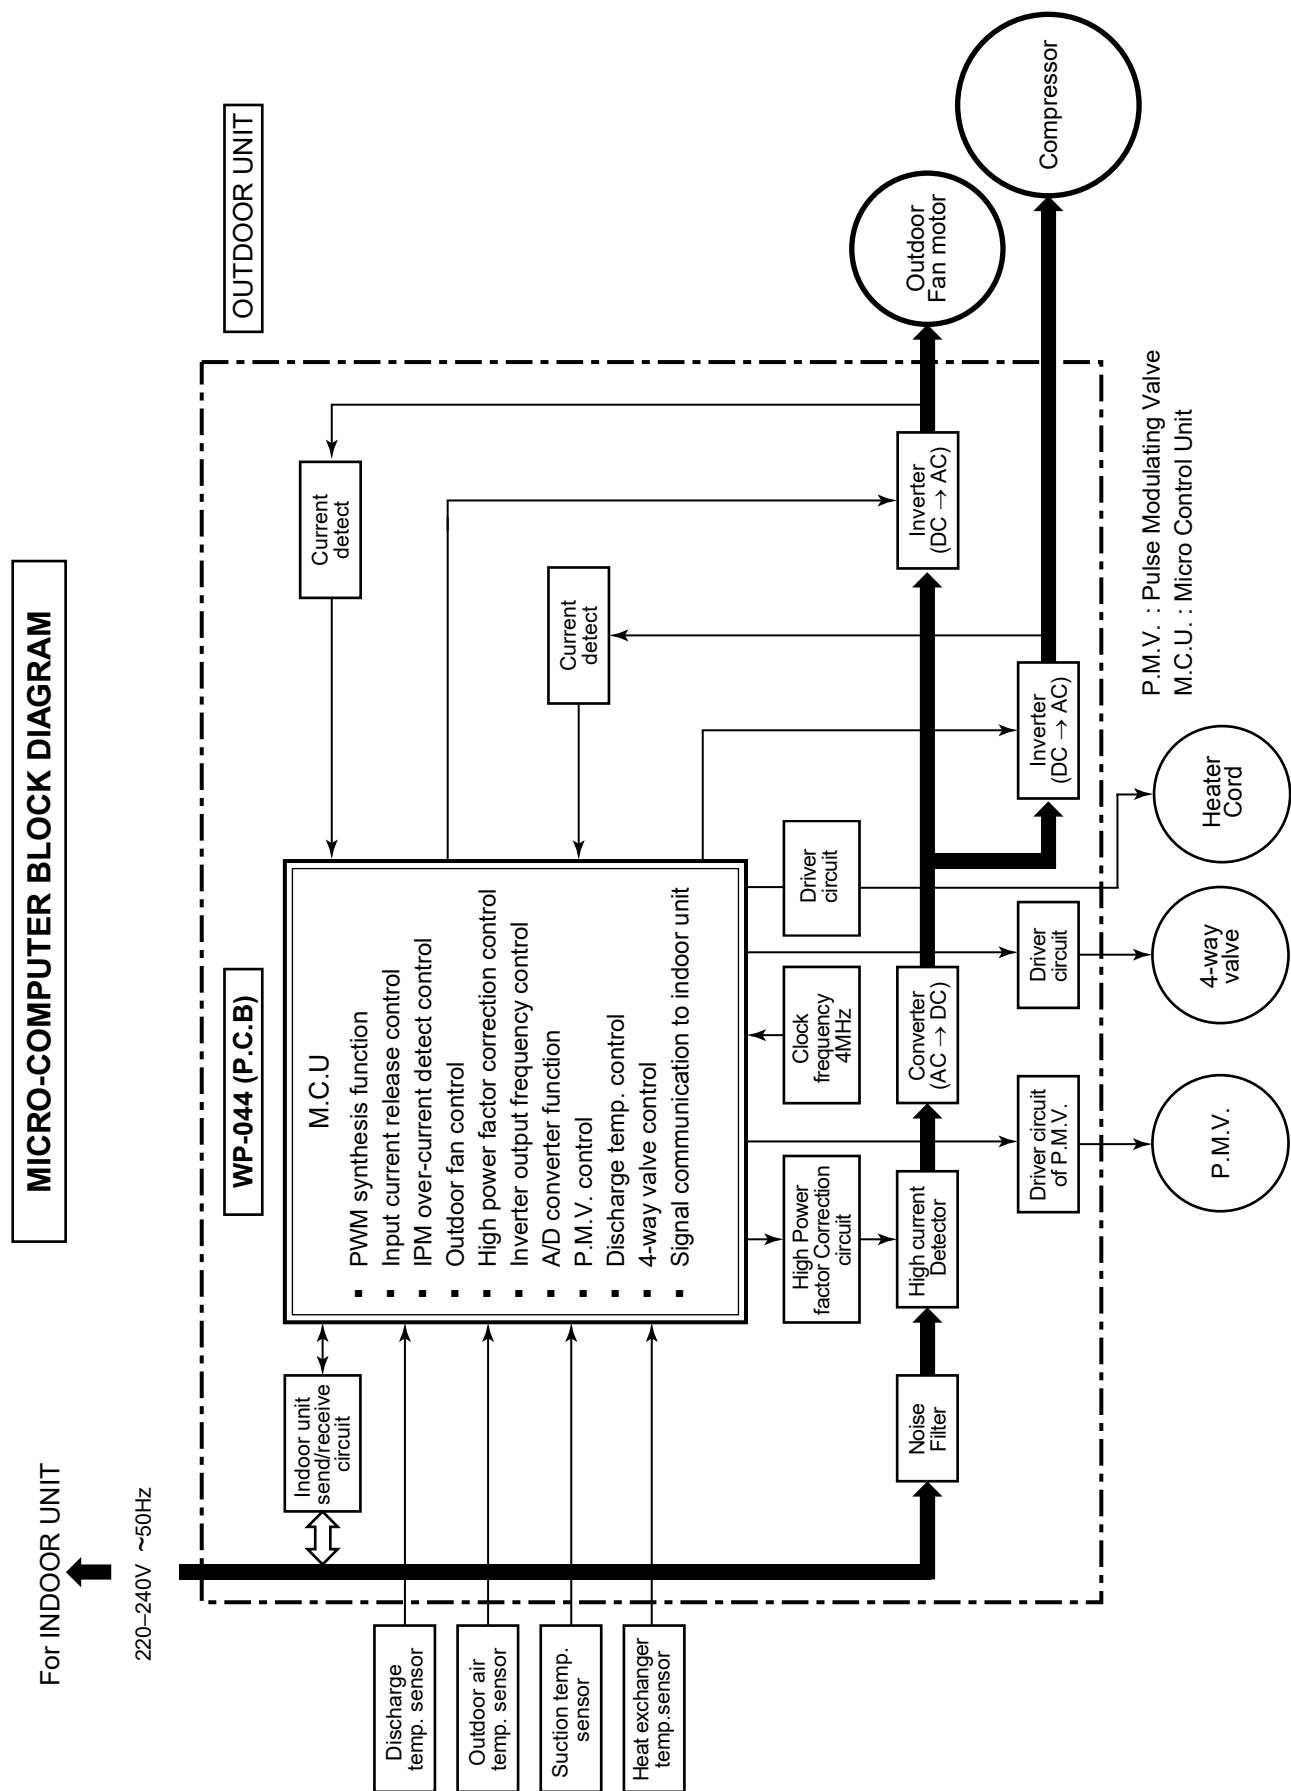 MICRO-COMPUTER BLOCK DIAGRAM
For INDOOR UNIT
220–240V ~50Hz
WP-044 (P.C.B)
OUTDOOR UNIT
Discharge
temp. sensor
Outdoor air
temp. sensor
Suction temp.
sensor
Heat exchanger
temp.sensor
Indoor unit
send/receive
circuit
M.C.U
▪ PWM synthesis function
▪ Input current release control
▪ IPM over-current detect control
▪ Outdoor fan control
▪ High power factor correction control
▪ Inverter output frequency control
▪ A/D converter function
▪ P.M.V. control
▪ Discharge temp. control
▪ 4-way valve control
▪ Signal communication to indoor unit
Current
detect
Current
detect
High Power
factor Correction
circuit
Clock
frequency
4MHz
Driver
circuit
Noise
Filter
High current
Detector
Converter
(AC → DC)
Inverter
(DC → AC)
Outdoor
Fan motor
Driver circuit
of P.M.V.
Driver
circuit
Inverter
(DC → AC)
Compressor
P.M.V.
4-way
valve
Heater
Cord
P.M.V. : Pulse Modulating Valve
M.C.U. : Micro Control Unit